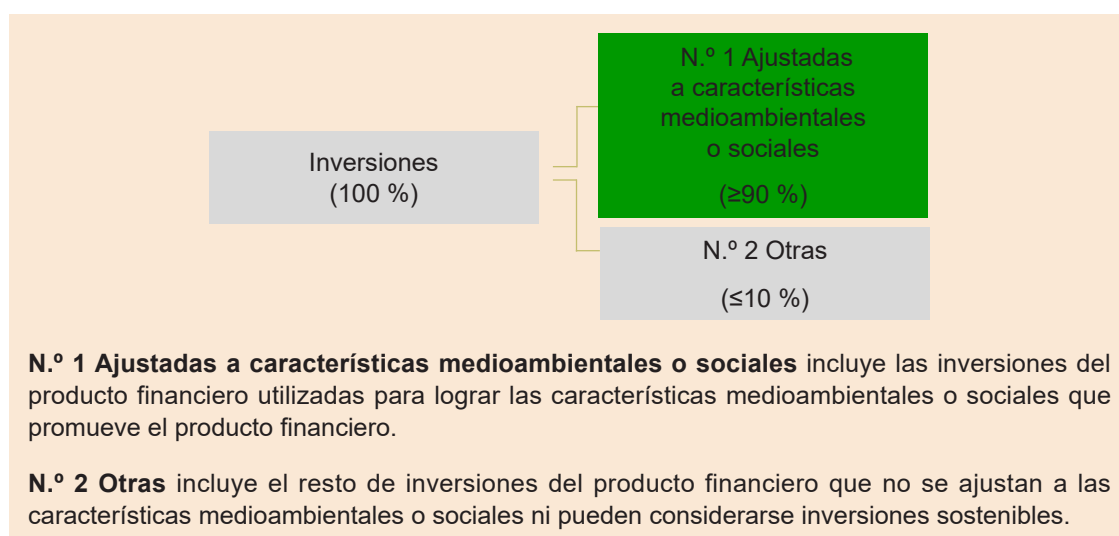 N.º 1 Ajustadas
a características
medioambientales
o sociales
(≥90 %)
Inversiones
(100 %)
N.º 2 Otras
(≤10 %)
N.º 1 Ajustadas a características medioambientales o sociales incluye las inversiones del
producto financiero utilizadas para lograr las características medioambientales o sociales que
promueve el producto financiero.
N.º 2 Otras incluye el resto de inversiones del producto financiero que no se ajustan a las
características medioambientales o sociales ni pueden considerarse inversiones sostenibles.